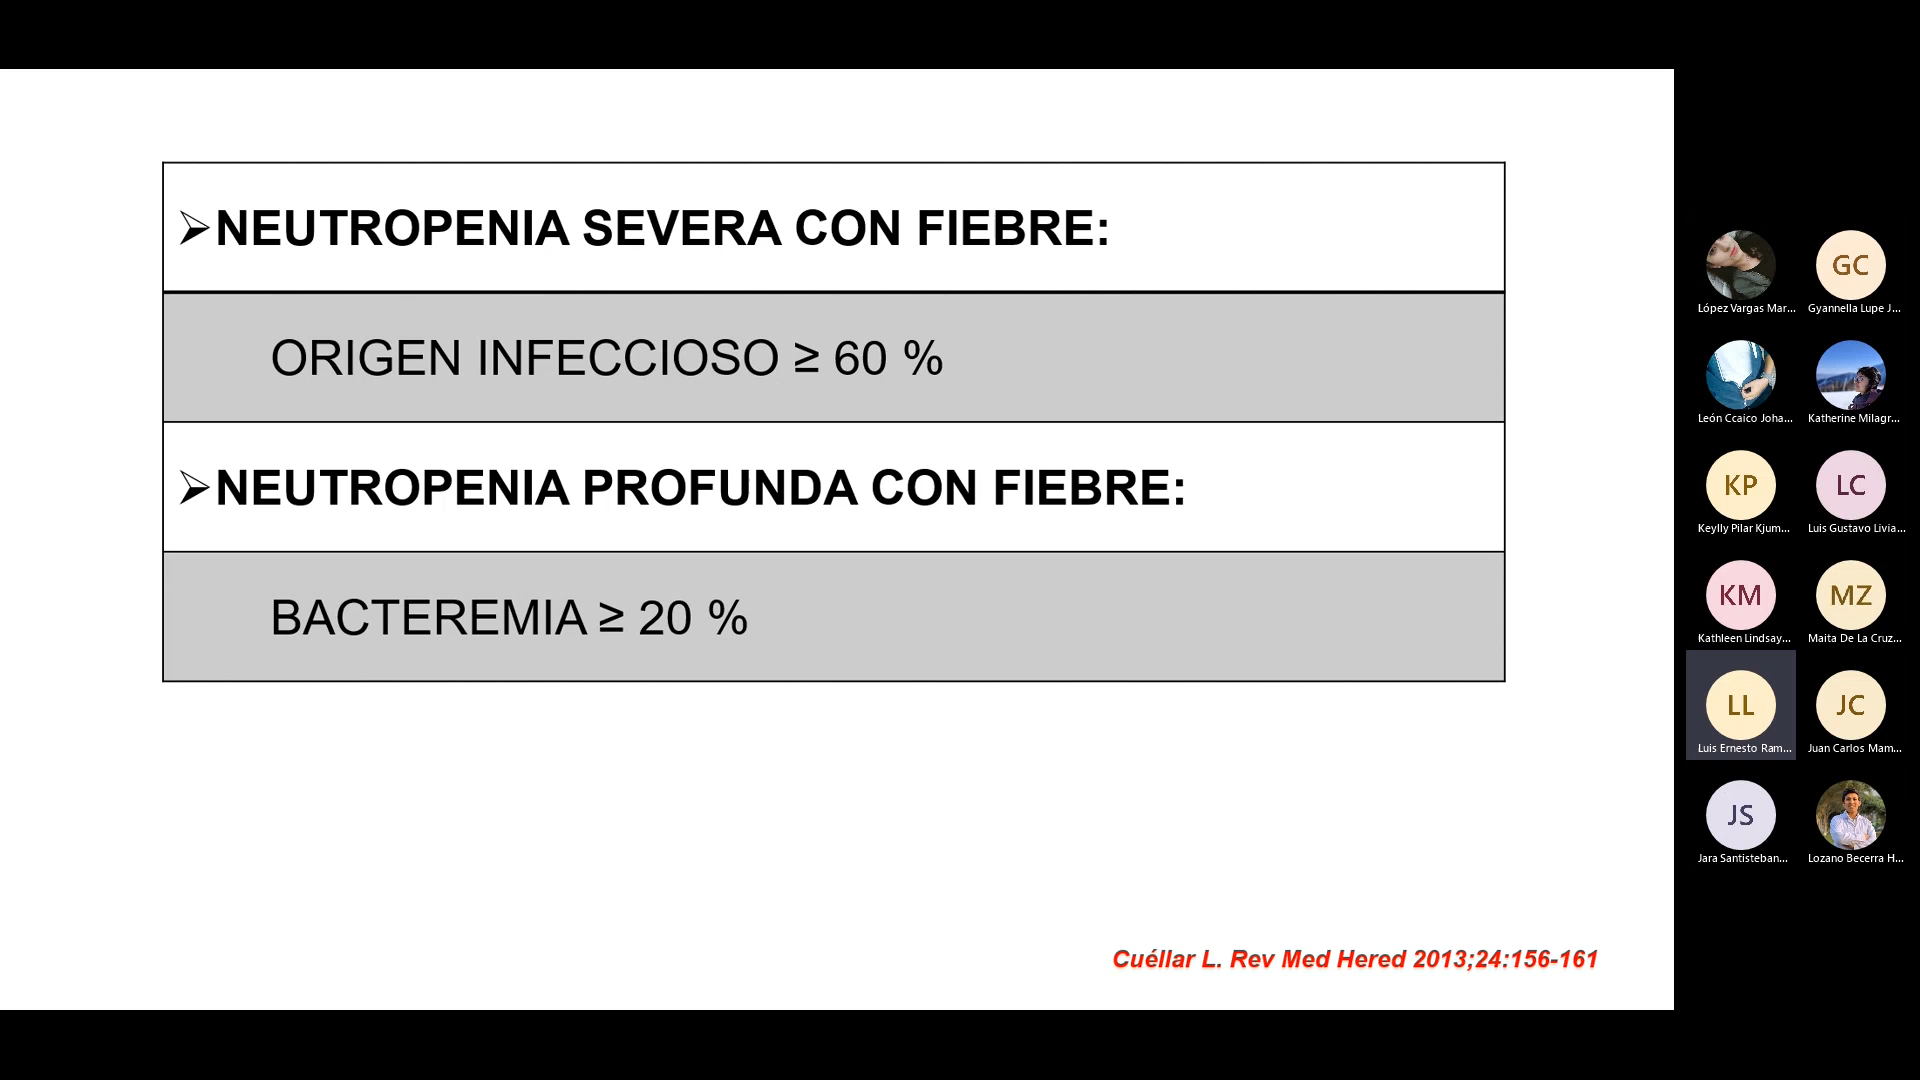 ➢NEUTROPENIA SEVERA CON FIEBRE:
ORIGEN INFECCIOSO ≥ 60 %
➢NEUTROPENIA PROFUNDA CON FIEBRE:
BACTEREMIA ≥ 20 %
Cuéllar L. Rev Med Hered 2013;24:156-161
López Vargas Mar...
GC
Gyannella Lupe J...
León Ccaico Joha...
Katherine Milagr...
KP
Keylly Pilar Kjum...
LC
Luis Gustavo Livia...
KM
Kathleen Lindsay...
MZ
Maita De La Cruz...
LL
Luis Ernesto Ram...
JC
Juan Carlos Mam...
JS
Jara Santisteban...
Lozano Becerra H...